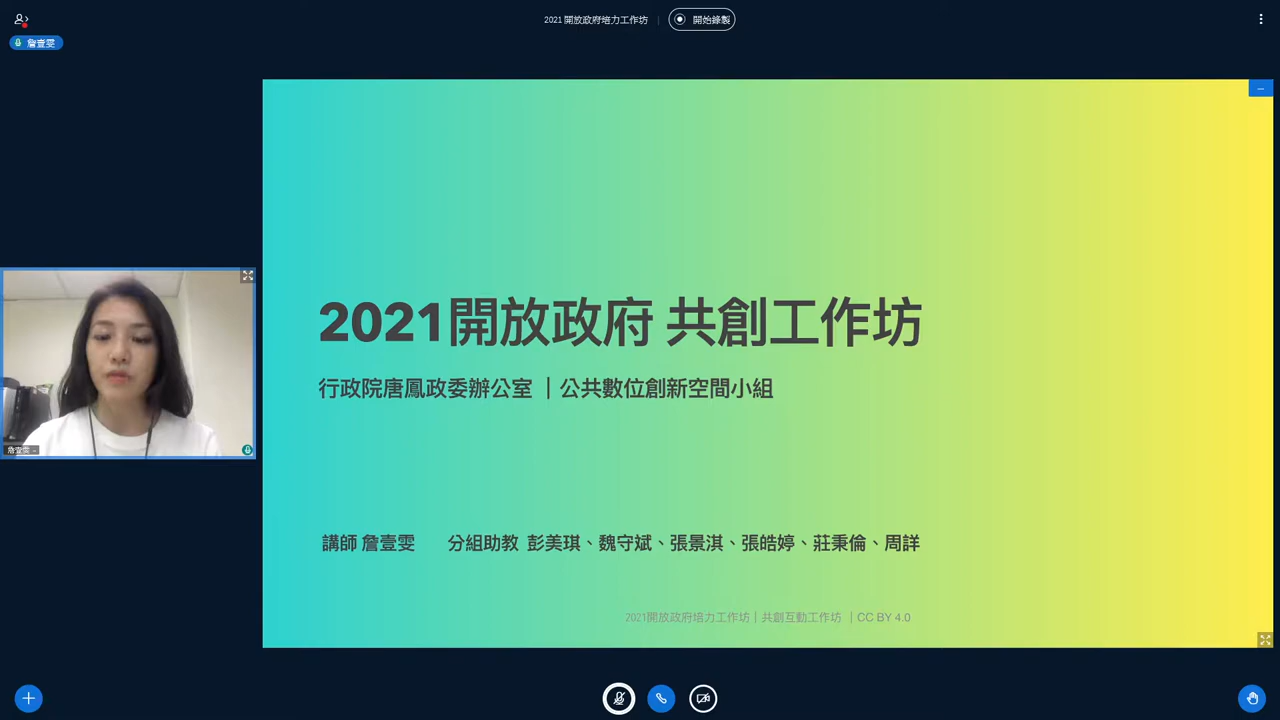 2021 開放政府培力工作坊
開始錄製
詹壹雯
2021開放政府 共創工作坊
行政院唐鳳政委辦公室 | 公共數位創新空間小組
詹壹雯
講師 詹壹雯 分組助教 彭美琪、魏守斌、張景淇、張皓婷、莊秉倫、周詳
2021開放政府培力工作坊 | 共創互動工作坊 | CC BY 4.0